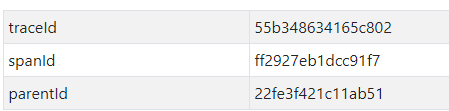 traceId 55b348634165c802
spanId ff2927eb1dcc91f7
parentId 22fe3f421c11ab51